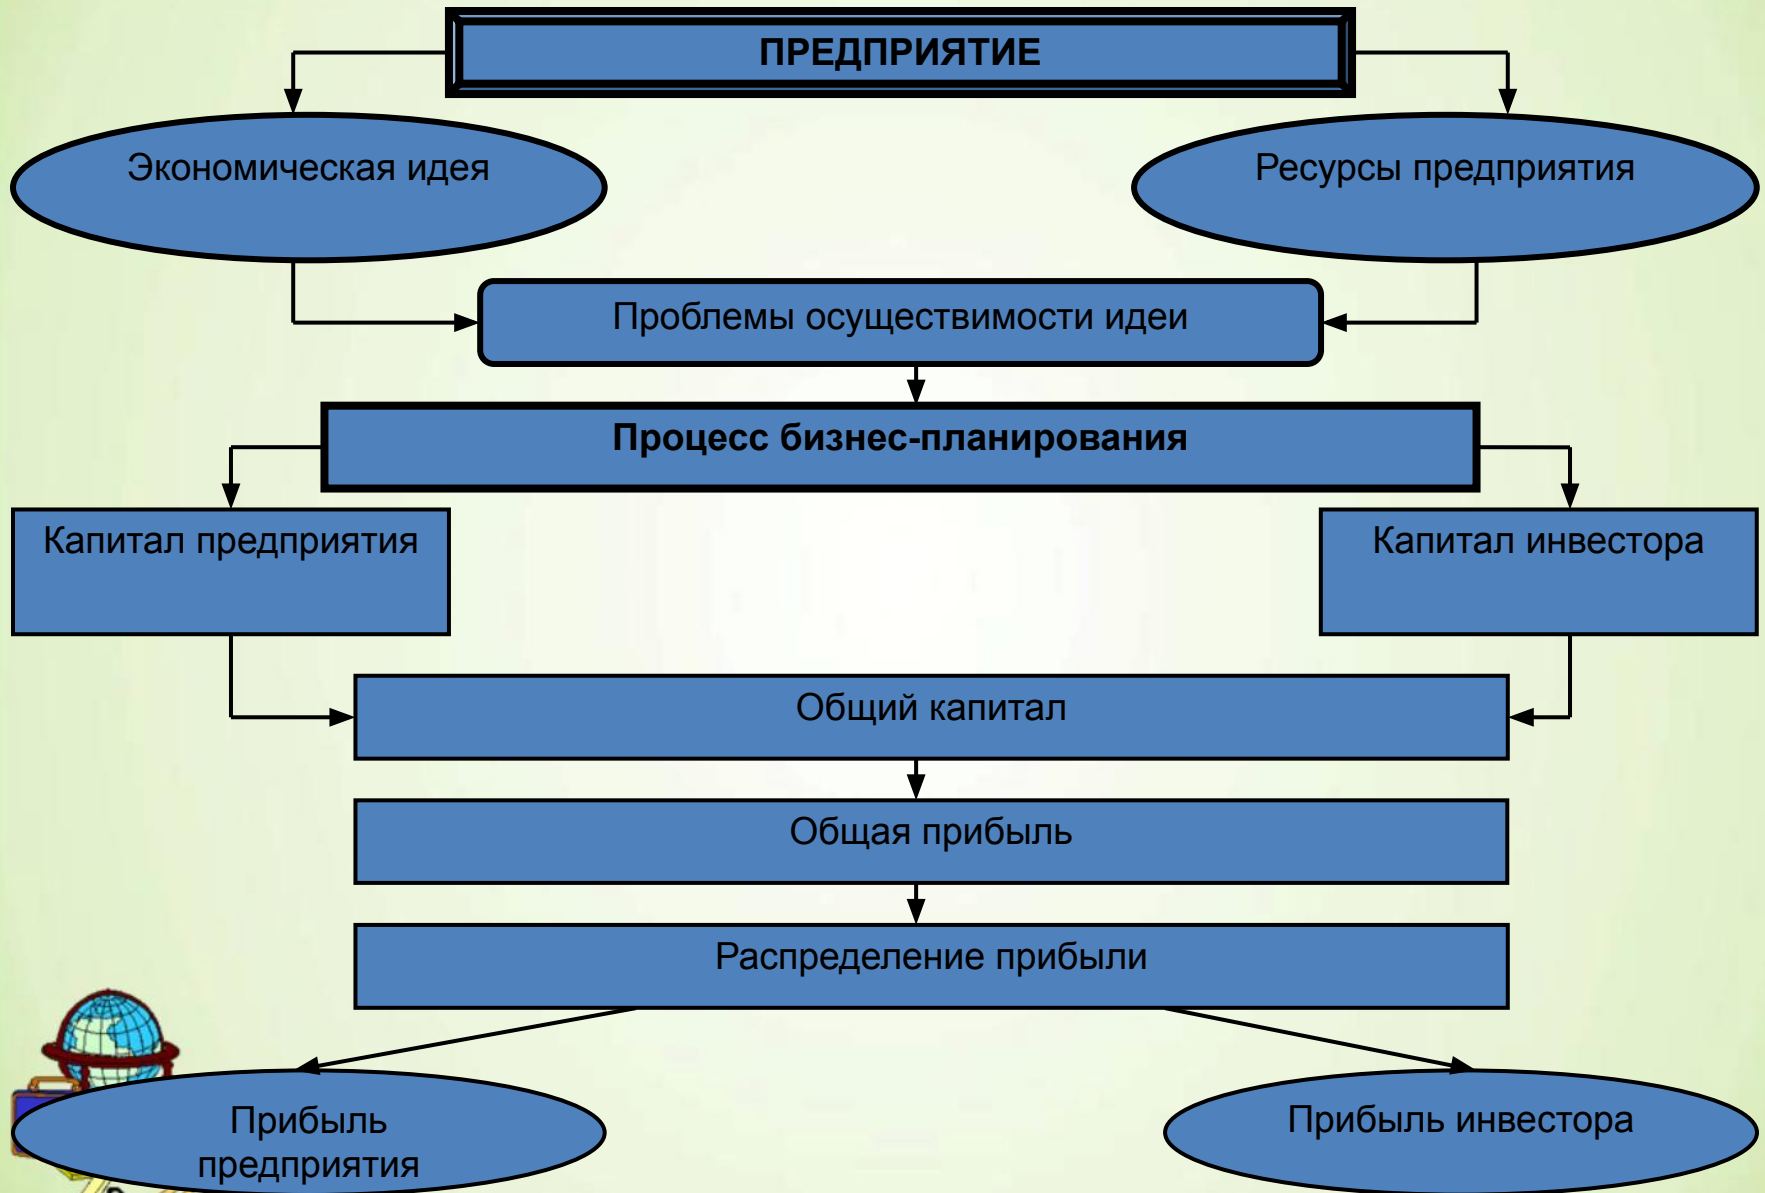 ПРЕДПРИЯТИЕ
Экономическая идея
Ресурсы предприятия
Проблемы осуществимости идеи
Процесс бизнес-планирования
Капитал предприятия
Капитал инвестора
Общий капитал
Общая прибыль
Распределение прибыли
Прибыль
предприятия
Прибыль инвестора